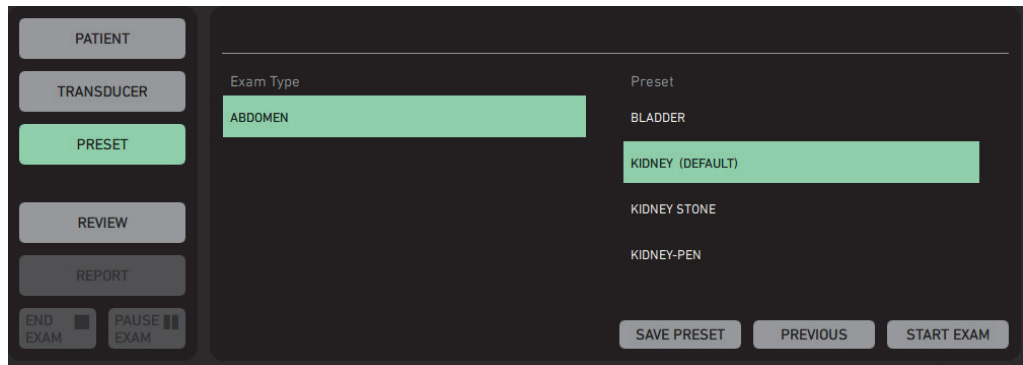 PATIENT
TRANSDUCER
PRESET
REVIEW
REPORT
END
EXAM
PAUSE
EXAM
Exam Type
ABDOMEN
Preset
BLADDER
KIDNEY (DEFAULT)
KIDNEY STONE
KIDNEY-PEN
SAVE PRESET
PREVIOUS
START EXAM